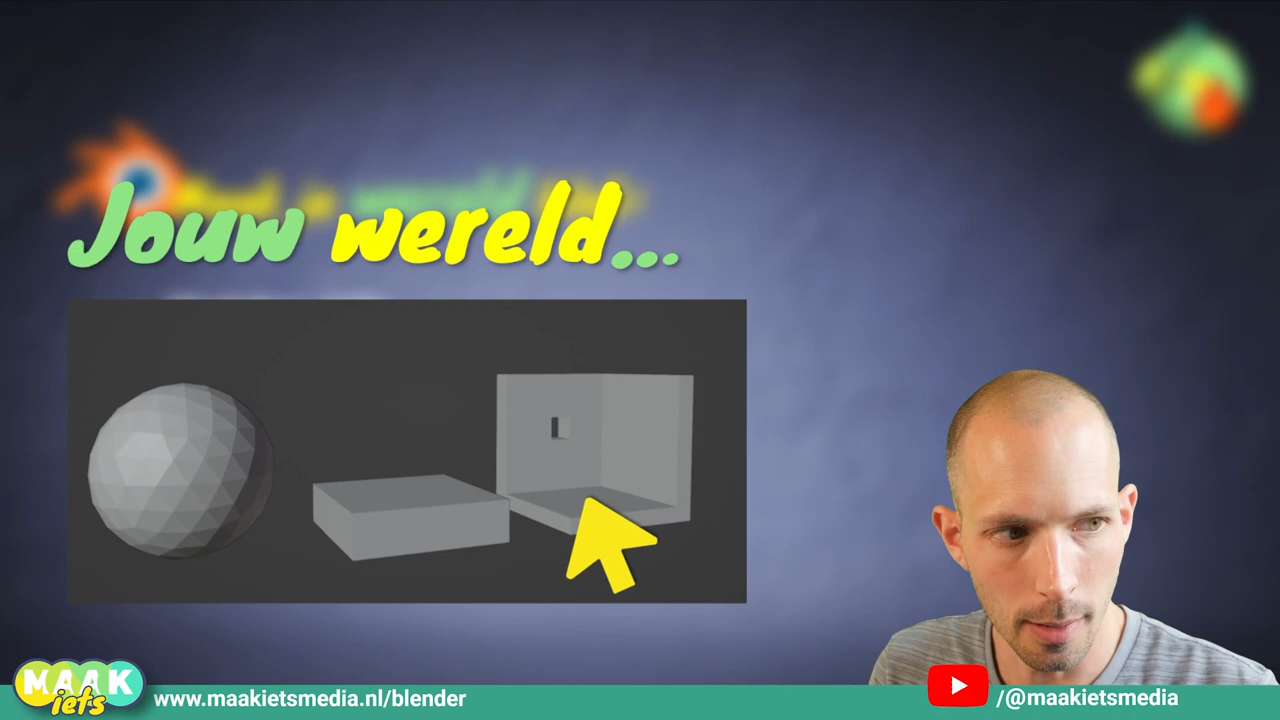 Jouw wereld...
MAAK
iets
www.maakietsmedia.nl/blender
/@maakietsmedia